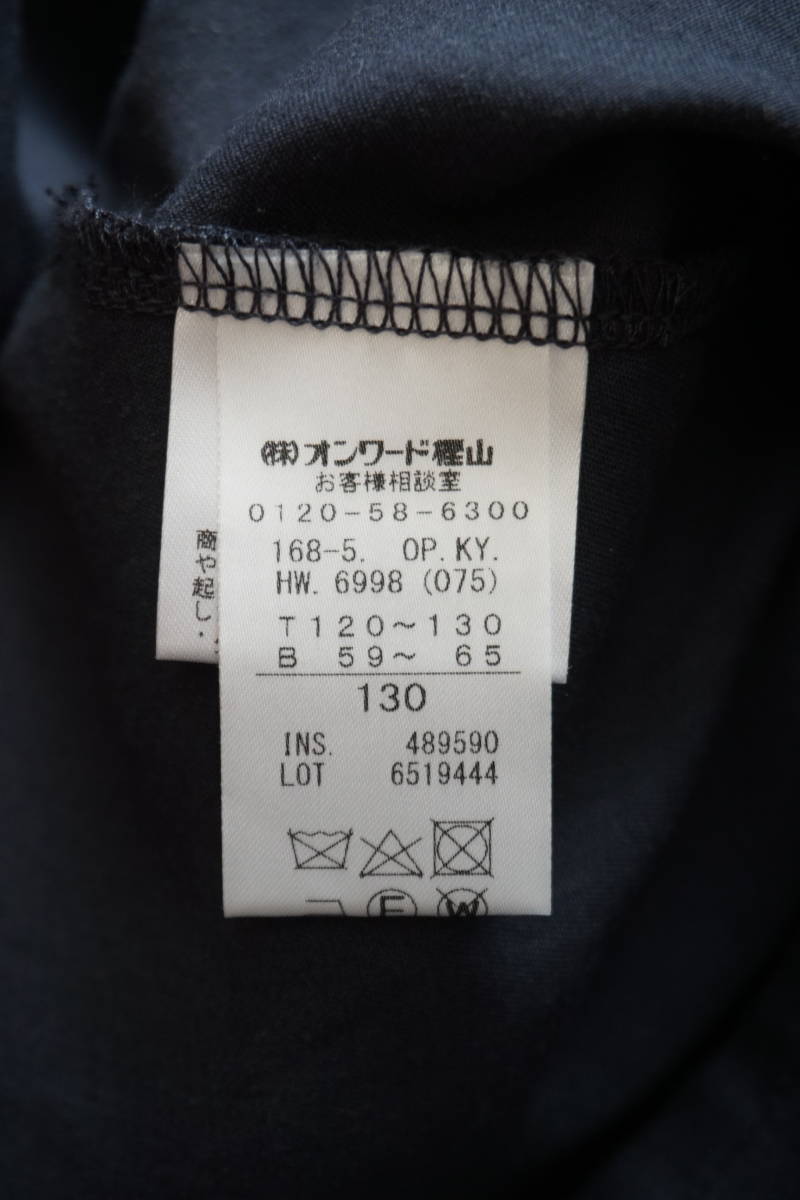 ㈱オンワード樫山
お客様相談室
0120-58-6300
168-5. OP.KY.
HW. 6998 (075)
T120～130
B 59～ 65
130
INS. 489590
LOT 6519444
商
や
起
し
・
F
W